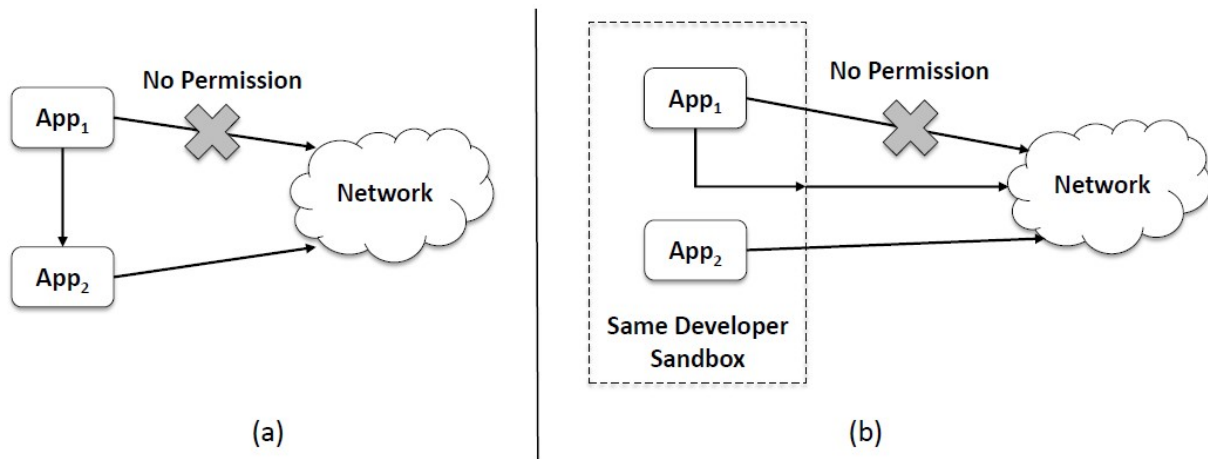 No Permission
App₁
Network
App₂
(a)
No Permission
App₁
Network
App₂
Same Developer
Sandbox
(b)